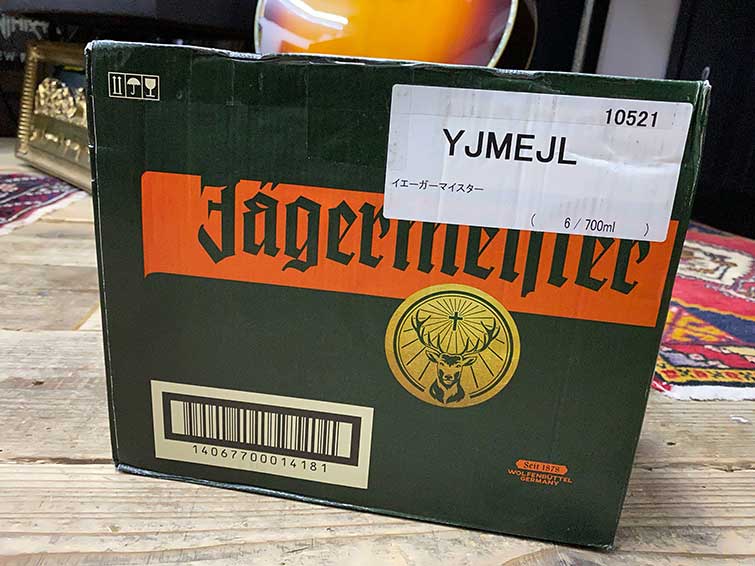 10521
YJMEJL
イエーガーマイスター
( 6 / 700ml )
Jägermeister
14067700014181
Seit 1878
WOLFENBÜTTEL
GERMANY